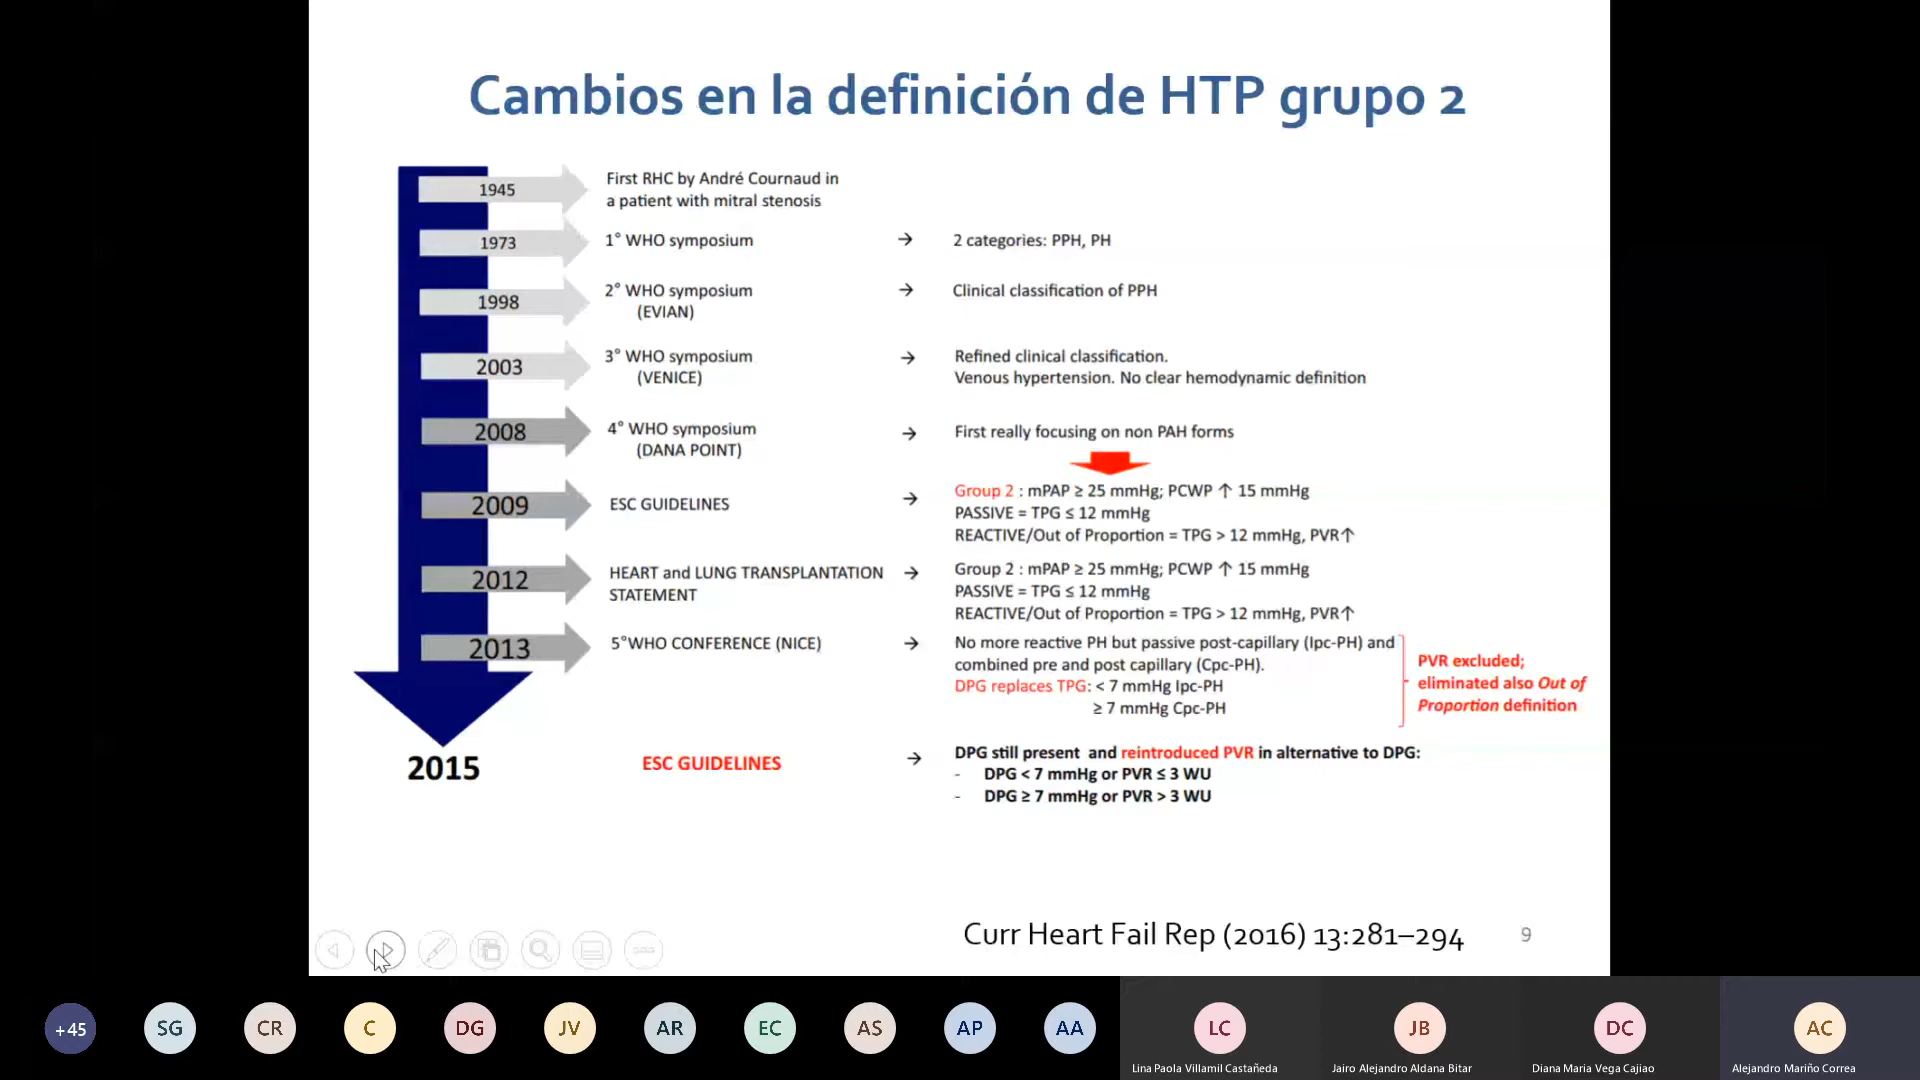 Cambios en la definición de HTP grupo 2
1945
First RHC by André Cournaud in
a patient with mitral stenosis
1973
1° WHO symposium → 2 categories: PPH, PH
1998
2° WHO symposium → Clinical classification of PPH
(EVIAN)
2003
3° WHO symposium → Refined clinical classification.
(VENICE) Venous hypertension. No clear hemodynamic definition
2008
4° WHO symposium → First really focusing on non PAH forms
(DANA POINT)
2009
ESC GUIDELINES →
Group 2 : mPAP ≥ 25 mmHg; PCWP ↑ 15 mmHg
PASSIVE = TPG ≤ 12 mmHg
REACTIVE/Out of Proportion = TPG > 12 mmHg, PVR↑
2012
HEART and LUNG TRANSPLANTATION →
STATEMENT
Group 2 : mPAP ≥ 25 mmHg; PCWP ↑ 15 mmHg
PASSIVE = TPG ≤ 12 mmHg
REACTIVE/Out of Proportion = TPG > 12 mmHg, PVR↑
2013
5°WHO CONFERENCE (NICE) →
No more reactive PH but passive post-capillary (Ipc-PH) and
combined pre and post capillary (Cpc-PH).
DPG replaces TPG: < 7 mmHg Ipc-PH
≥ 7 mmHg Cpc-PH
PVR excluded;
eliminated also Out of
Proportion definition
2015
ESC GUIDELINES →
DPG still present and reintroduced PVR in alternative to DPG:
- DPG < 7 mmHg or PVR ≤ 3 WU
- DPG ≥ 7 mmHg or PVR > 3 WU
Curr Heart Fail Rep (2016) 13:281–294
9
+45
SG
CR
C
DG
JV
AR
EC
AS
AP
AA
LC
JB
DC
AC
Lina Paola Villamil Castañeda
Jairo Alejandro Aldana Bitar
Diana Maria Vega Cajiao
Alejandro Mariño Correa